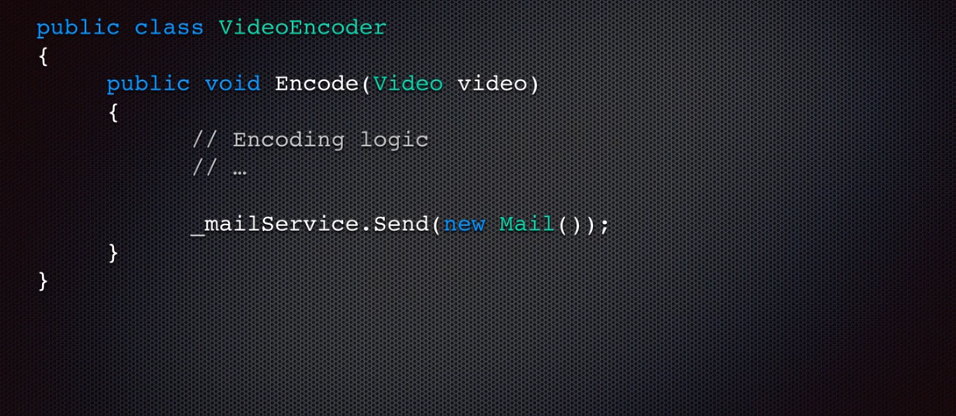 public class VideoEncoder
{
public void Encode(Video video)
{
// Encoding logic
// …
_mailService.Send(new Mail());
}
}